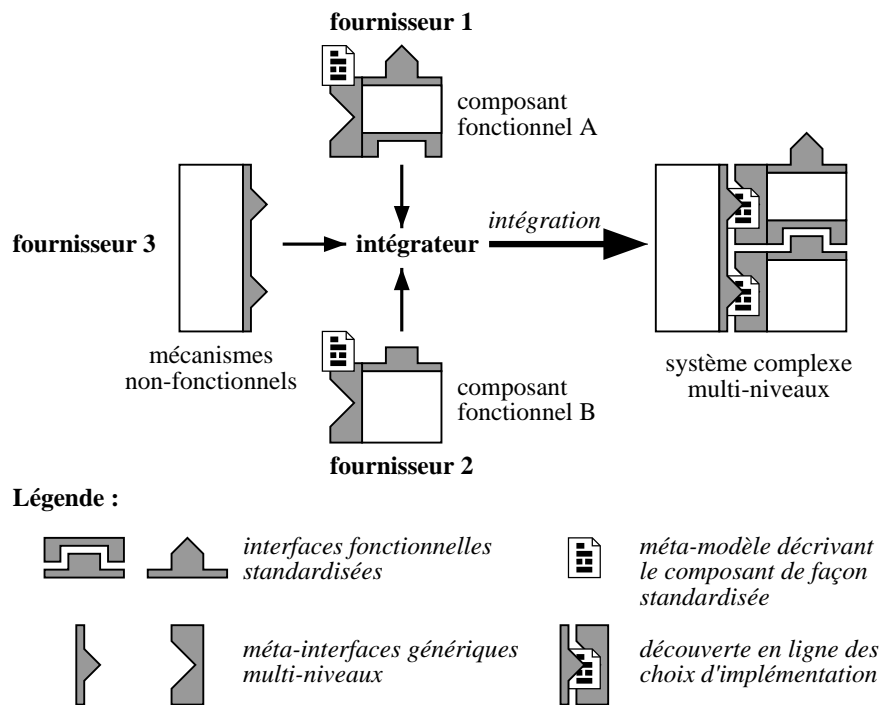 fournisseur 1
composant
fonctionnel A
fournisseur 3
intégrateur
intégration
mécanismes
non-fonctionnels
composant
fonctionnel B
fournisseur 2
système complexe
multi-niveaux
Légende :
interfaces fonctionnelles
standardisées
méta-modèle décrivant
le composant de façon
standardisée
méta-interfaces génériques
multi-niveaux
découverte en ligne des
choix d'implémentation